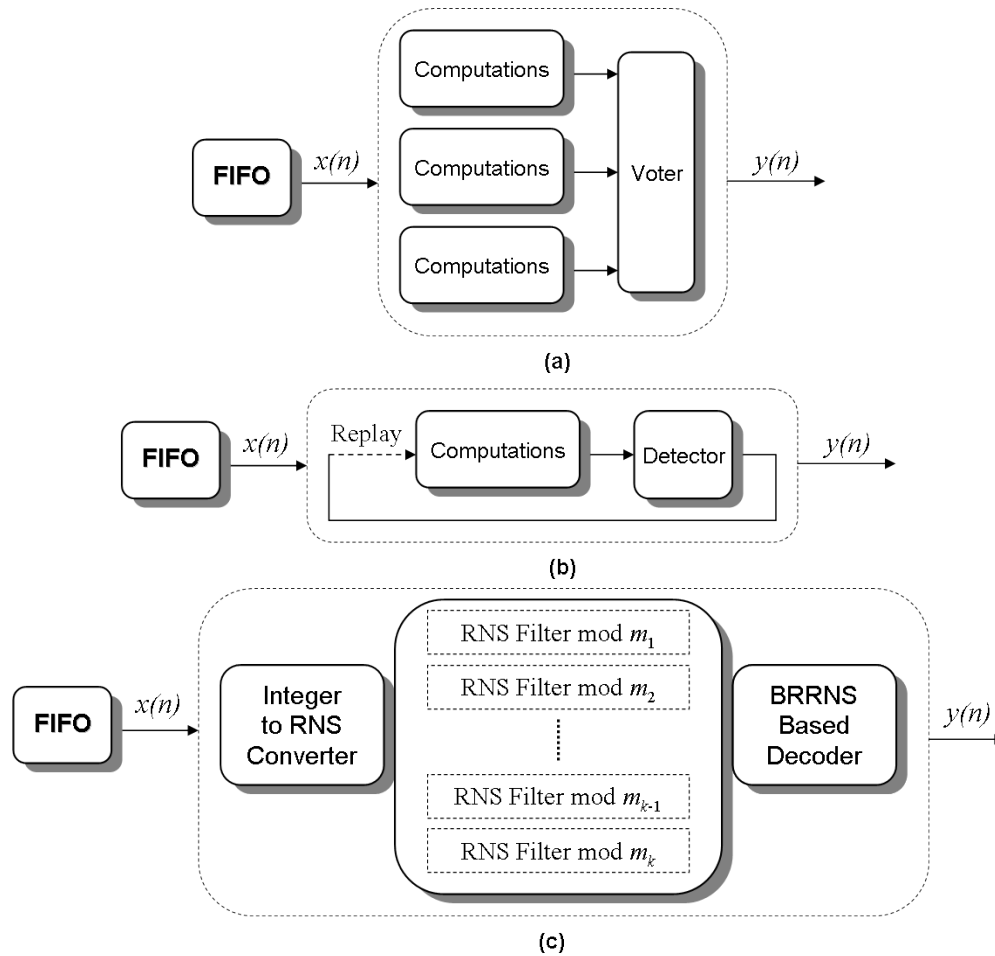 Computations
Computations
Computations
FIFO
x(n)
Voter
y(n)
(a)
FIFO
x(n)
Replay
Computations
Detector
y(n)
(b)
FIFO
x(n)
Integer
to RNS
Converter
RNS Filter mod m1
RNS Filter mod m2
RNS Filter mod mk-1
RNS Filter mod mk
BRRNS
Based
Decoder
y(n)
(c)